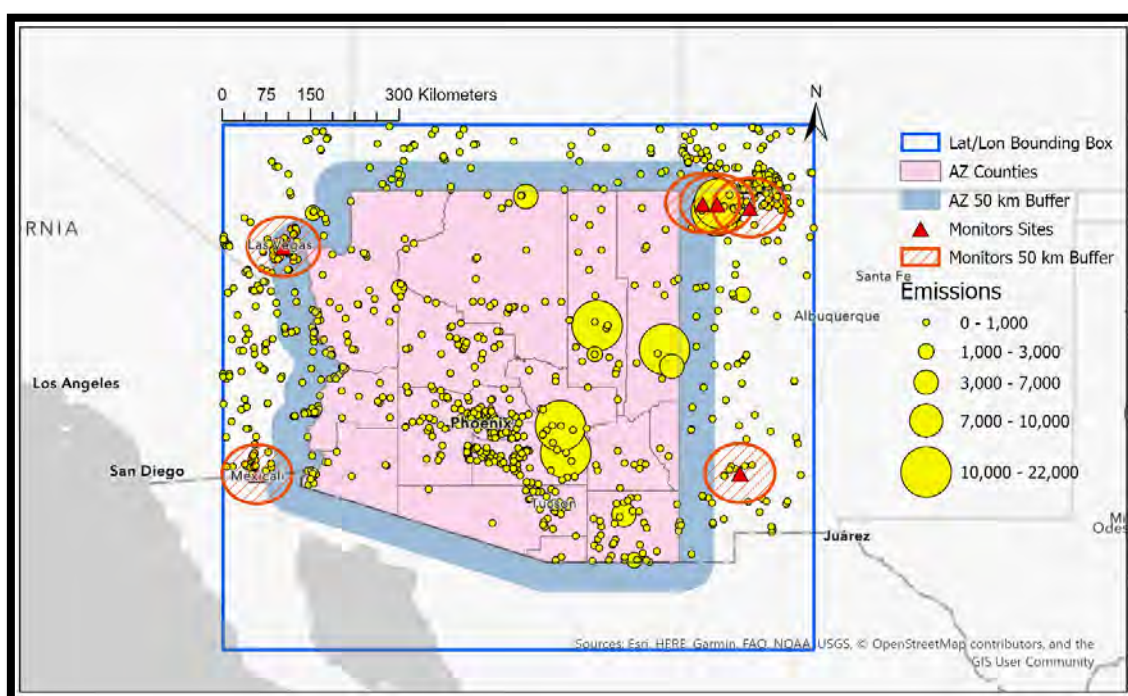 0 75 150 300 Kilometers
N
Lat/Lon Bounding Box
AZ Counties
AZ 50 km Buffer
Monitors Sites
Monitors 50 km Buffer
RNIA
Las Vegas
Santa Fe
Emissions
Albuquerque
0 - 1,000
1,000 - 3,000
Los Angeles
3,000 - 7,000
7,000 - 10,000
Phoenix
San Diego
Mexicali
10,000 - 22,000
Tucson
Mi
Odes
Juárez
Sources: Esri, HERE, Garmin, FAO, NOAA, USGS, © OpenStreetMap contributors, and the
GIS User Community